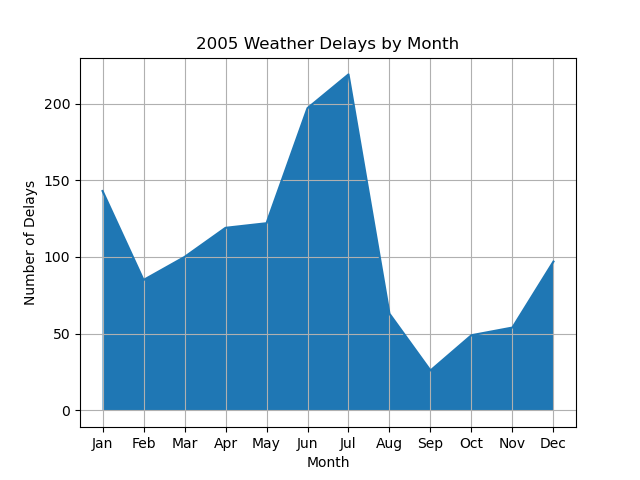 2005 Weather Delays by Month
Number of Delays
200
150
100
50
0
Jan Feb Mar Apr May Jun Jul Aug Sep Oct Nov Dec
Month